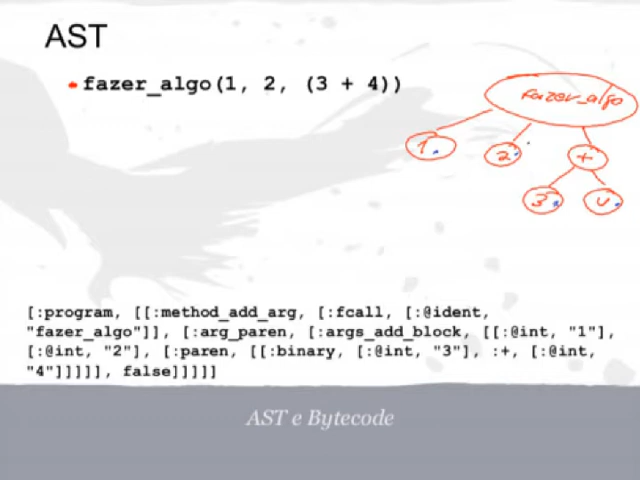 AST
fazer_algo(1, 2, (3 + 4))
fazer_algo
1 2 +
3 4
[:program, [[:method_add_arg, [:fcall, [:@ident,
"fazer_algo"]], [:arg_paren, [:args_add_block, [[:@int, "1"],
[:@int, "2"], [:paren, [[:binary, [:@int, "3"], :+, [:@int,
"4"]]]]], false]]]]]
AST e Bytecode